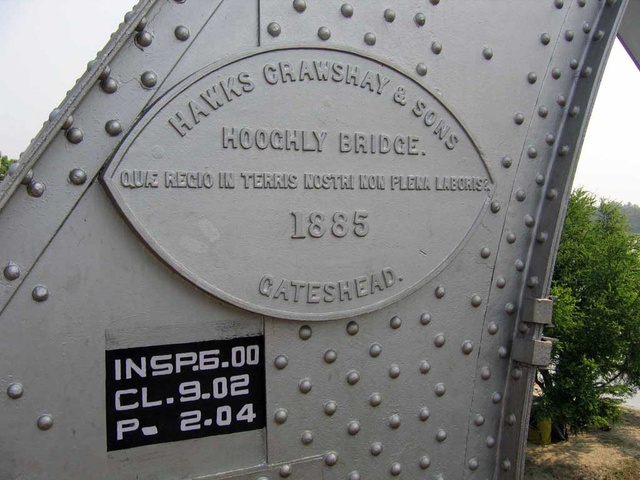 HAWKS CRAWSHAY & SONS
HOOGHLY BRIDGE.
QUÆ REGIO IN TERRIS NOSTRI NON PLENA LABORIS?
1885
GATESHEAD.
INSP.6.00
CL.9.02
P. 2.04